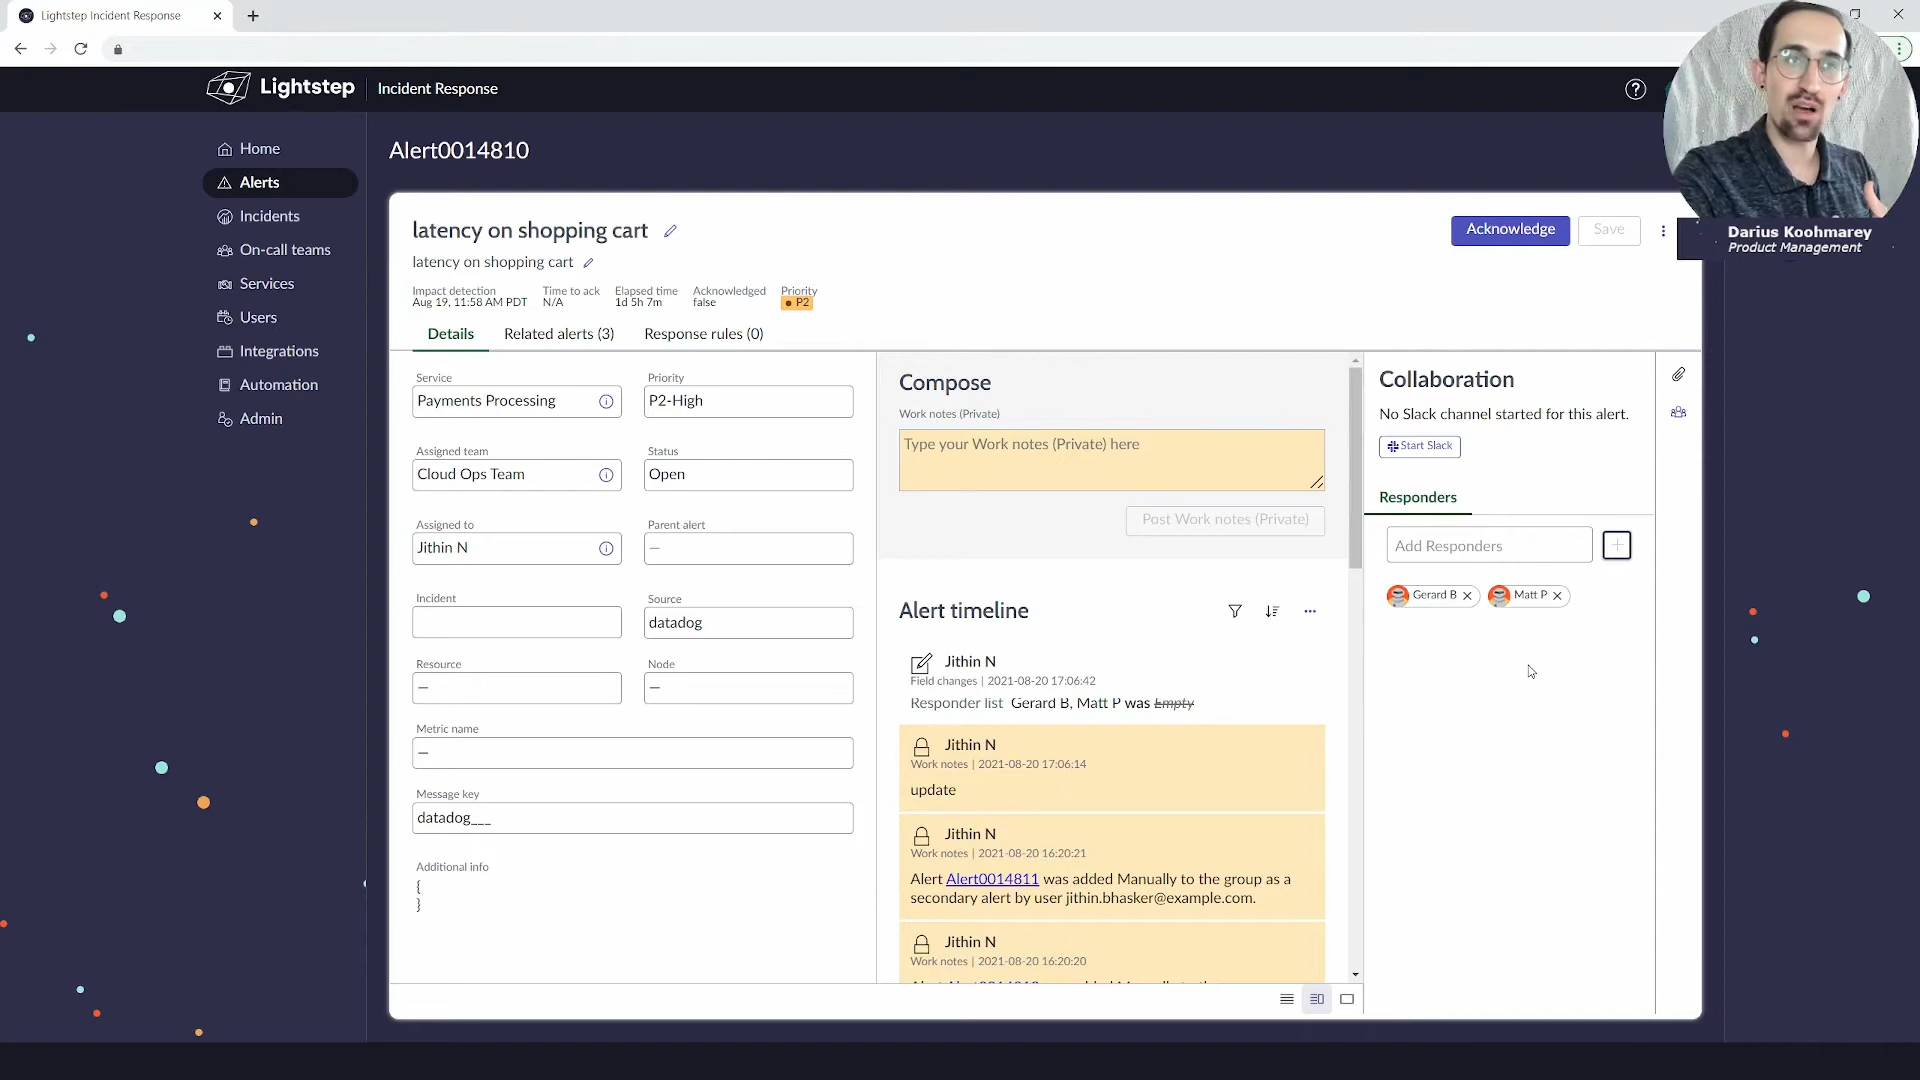 Lightstep Incident Response
Lightstep
Incident Response
Darius Koohmarey
Product Management
Home
Alerts
Incidents
On-call teams
Services
Users
Integrations
Automation
Admin
Alert0014810
latency on shopping cart
Acknowledge
Save
latency on shopping cart
Impact detection
Aug 19, 11:58 AM PDT
Time to ack
N/A
Elapsed time
1d 5h 7m
Acknowledged
false
Priority
P2
Details
Related alerts (3)
Response rules (0)
Service
Payments Processing
Priority
P2-High
Assigned team
Cloud Ops Team
Status
Open
Assigned to
Jithin N
Parent alert
—
Incident
Source
datadog
Resource
—
Node
—
Metric name
—
Message key
datadog___
Additional info
{
}
Compose
Work notes (Private)
Type your Work notes (Private) here
Post Work notes (Private)
Alert timeline
Jithin N
Field changes | 2021-08-20 17:06:42
Responder list Gerard B, Matt P was Empty
Jithin N
Work notes | 2021-08-20 17:06:14
update
Jithin N
Work notes | 2021-08-20 16:20:21
Alert Alert0014811 was added Manually to the group as a
secondary alert by user jithin.bhasker@example.com.
Jithin N
Work notes | 2021-08-20 16:20:20
Collaboration
No Slack channel started for this alert.
Start Slack
Responders
Add Responders
Gerard B
Matt P